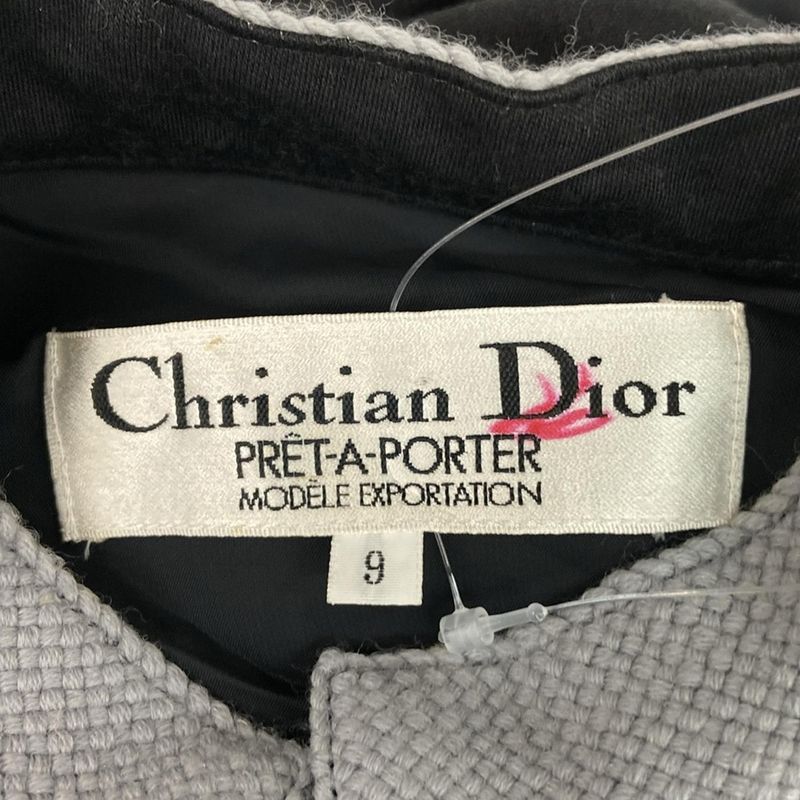 Christian Dior
PRÊT-A-PORTER
MODÈLE EXPORTATION
9